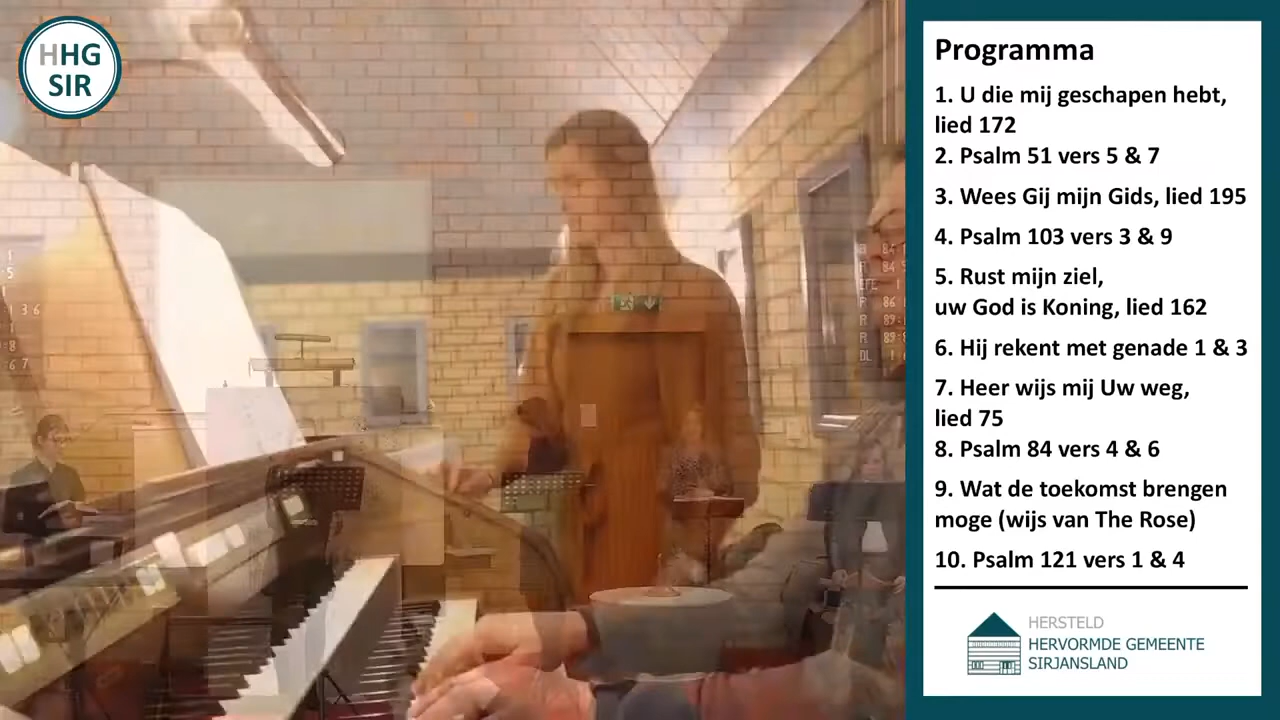 HHG
SIR
Programma
1. U die mij geschapen hebt,
lied 172
2. Psalm 51 vers 5 & 7
3. Wees Gij mijn Gids, lied 195
4. Psalm 103 vers 3 & 9
5. Rust mijn ziel,
uw God is Koning, lied 162
6. Hij rekent met genade 1 & 3
7. Heer wijs mij Uw weg,
lied 75
8. Psalm 84 vers 4 & 6
9. Wat de toekomst brengen
moge (wijs van The Rose)
10. Psalm 121 vers 1 & 4
HERSTELD
HERVORMDE GEMEENTE
SIRJANSLAND